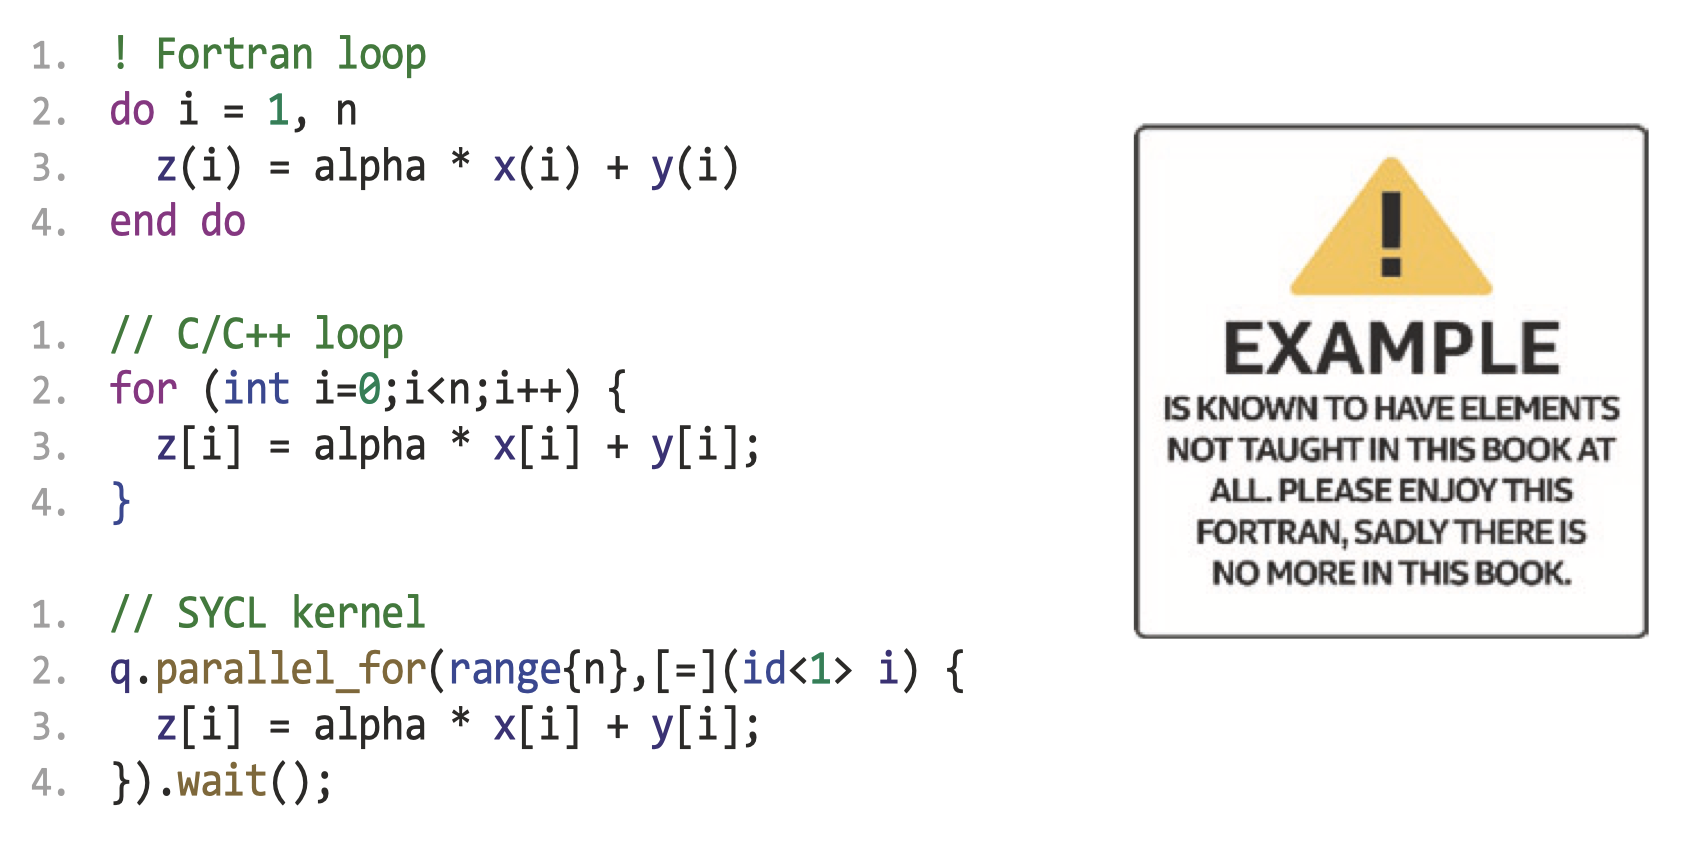 1. ! Fortran loop
2. do i = 1, n
3.   z(i) = alpha * x(i) + y(i)
4. end do
1. // C/C++ loop
2. for (int i=0;i<n;i++) {
3.   z[i] = alpha * x[i] + y[i];
4. }
1. // SYCL kernel
2. q.parallel_for(range{n},[=](id<1> i) {
3.   z[i] = alpha * x[i] + y[i];
4. }).wait();
!
EXAMPLE
IS KNOWN TO HAVE ELEMENTS
NOT TAUGHT IN THIS BOOK AT
ALL. PLEASE ENJOY THIS
FORTRAN, SADLY THERE IS
NO MORE IN THIS BOOK.